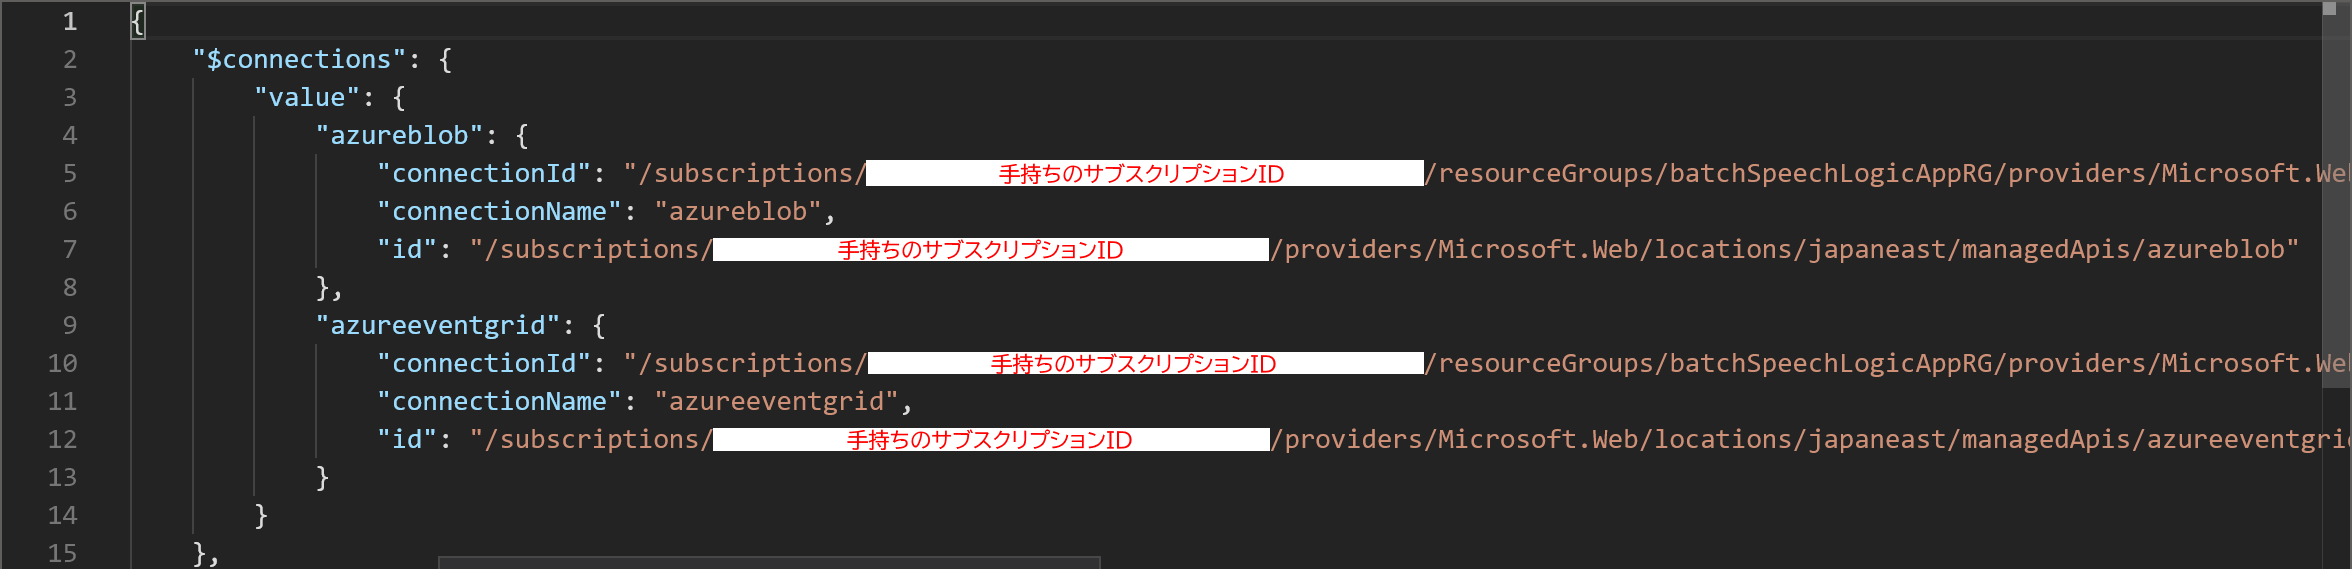 1 {
2 "$connections": {
3 "value": {
4 "azureblob": {
5 "connectionId": "/subscriptions/手持ちのサブスクリプションID/resourceGroups/batchSpeechLogicAppRG/providers/Microsoft.We
6 "connectionName": "azureblob",
7 "id": "/subscriptions/手持ちのサブスクリプションID/providers/Microsoft.Web/locations/japaneast/managedApis/azureblob"
8 },
9 "azureeventgrid": {
10 "connectionId": "/subscriptions/手持ちのサブスクリプションID/resourceGroups/batchSpeechLogicAppRG/providers/Microsoft.We
11 "connectionName": "azureeventgrid",
12 "id": "/subscriptions/手持ちのサブスクリプションID/providers/Microsoft.Web/locations/japaneast/managedApis/azureeventgri
13 }
14 }
15 },